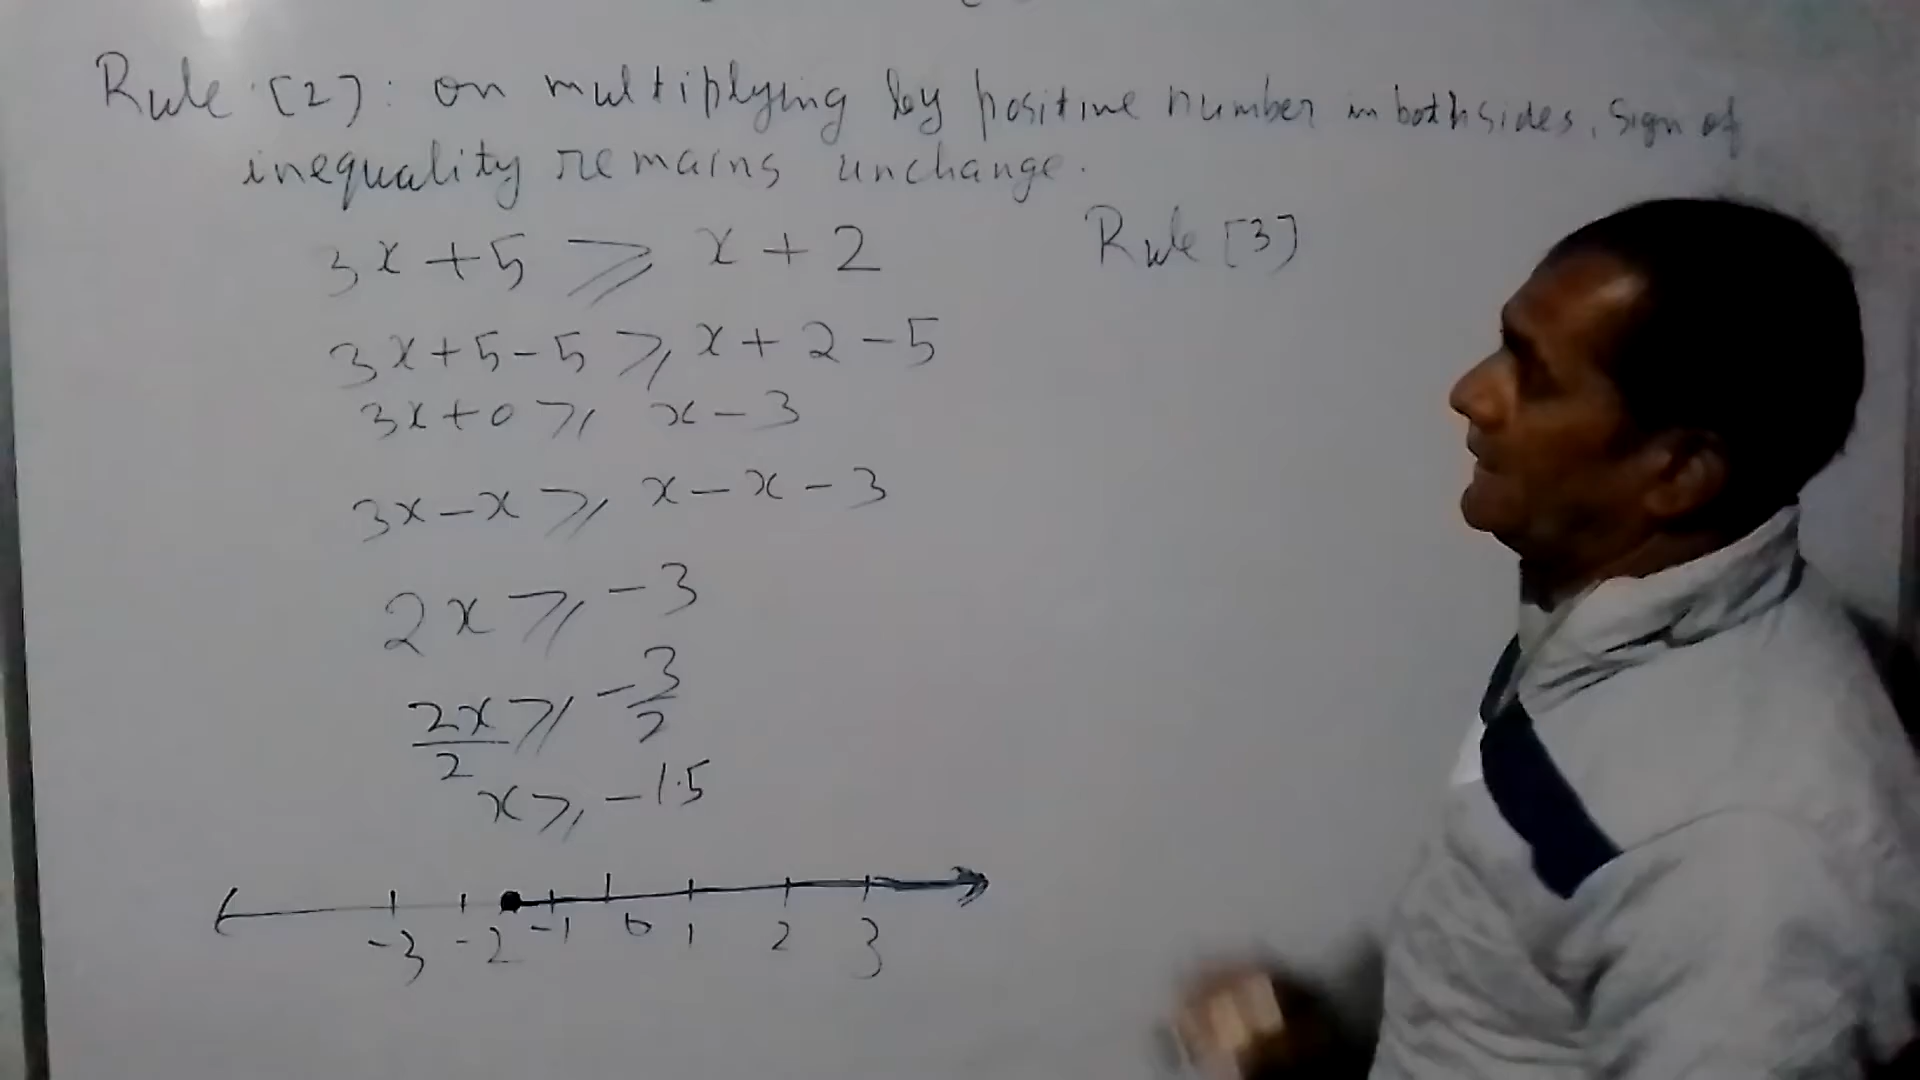 Rule [2]: on multiplying by positive number in both sides, sign of
inequality remains unchange.
3x + 5 ⩾ x + 2
3x + 5 - 5 ⩾ x + 2 - 5
3x + 0 ⩾ x - 3
3x - x ⩾ x - x - 3
2x ⩾ -3
2x/2 ⩾ -3/2
x ⩾ -1.5
-3 -2 -1 0 1 2 3
Rule [3]